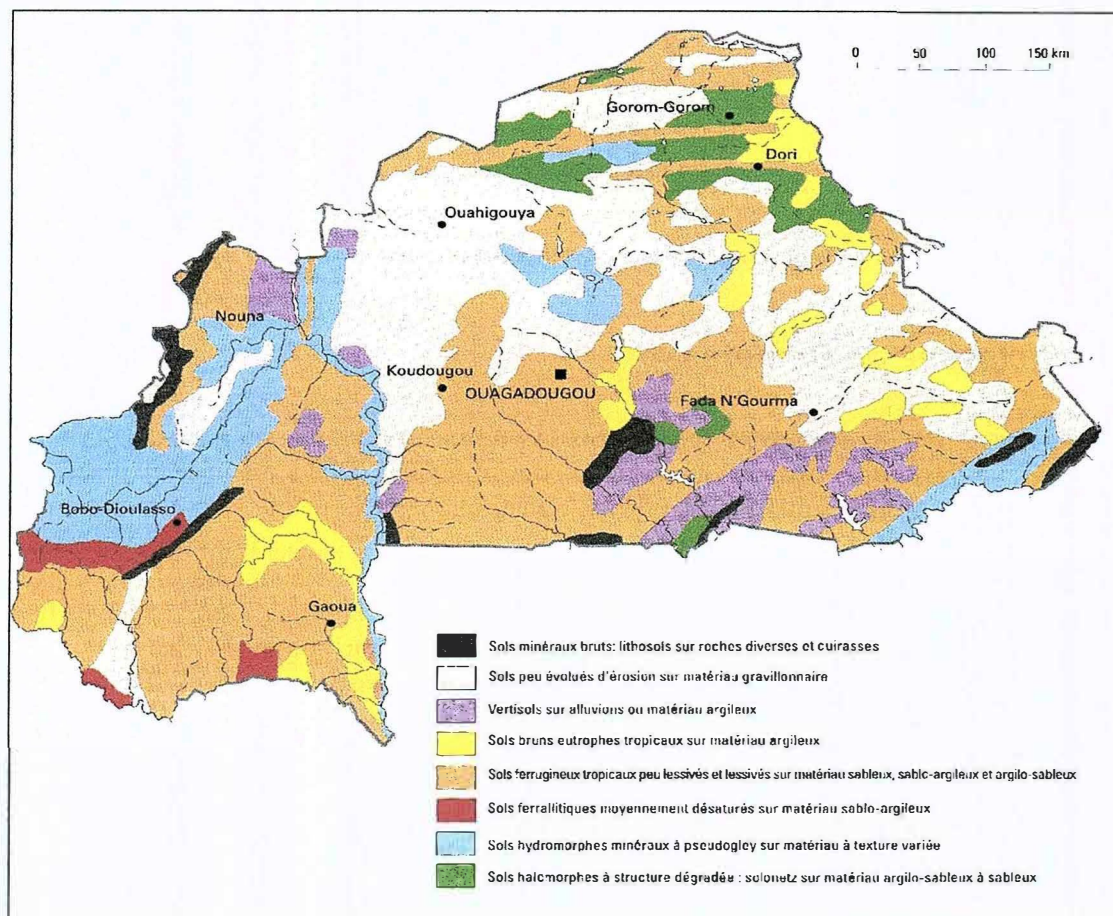 0 50 100 150 km
Gorom-Gorom
Dori
Ouahigouya
Nouna
Koudougou
OUAGADOUGOU
Fada N'Gourma
Bobo-Dioulasso
Gaoua
Sols minéraux bruts: lithosols sur roches diverses et cuirasses
Sols peu évolués d'érosion sur matériau gravillonnaire
Vertisols sur alluvions ou matériau argileux
Sols bruns eutrophes tropicaux sur matériau argileux
Sols ferrugineux tropicaux peu lessivés et lessivés sur matériau sableux, sablo-argileux et argilo-sableux
Sols ferrallitiques moyennement désaturés sur matériau sablo-argileux
Sols hydromorphes minéraux à pseudogley sur matériau à texture variée
Sols halomorphes à structure dégradée : solonetz sur matériau argilo-sableux à sableux